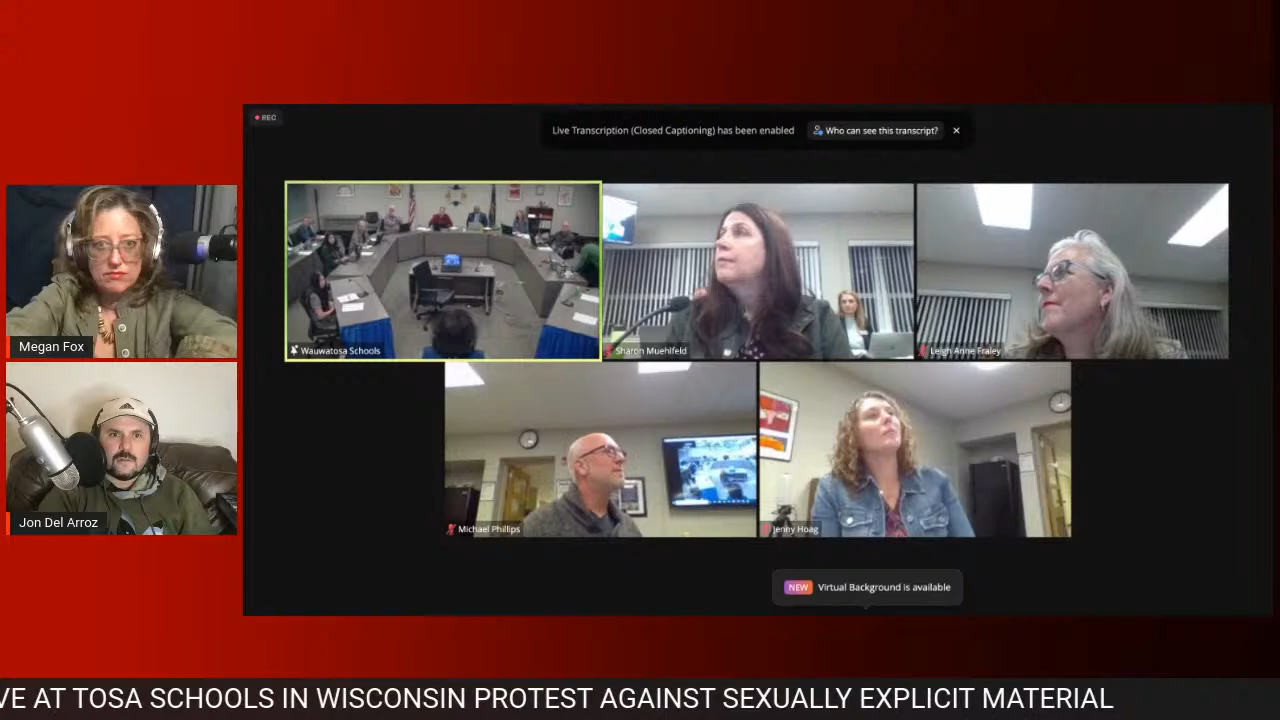 REC
Live Transcription (Closed Captioning) has been enabled
Who can see this transcript?
Megan Fox
Wauwatosa Schools
Sharon Muehlfeld
Leigh Anne Fraley
Jon Del Arroz
Michael Phillips
Jenny Hoag
NEW Virtual Background is available
VE AT TOSA SCHOOLS IN WISCONSIN PROTEST AGAINST SEXUALLY EXPLICIT MATERIAL